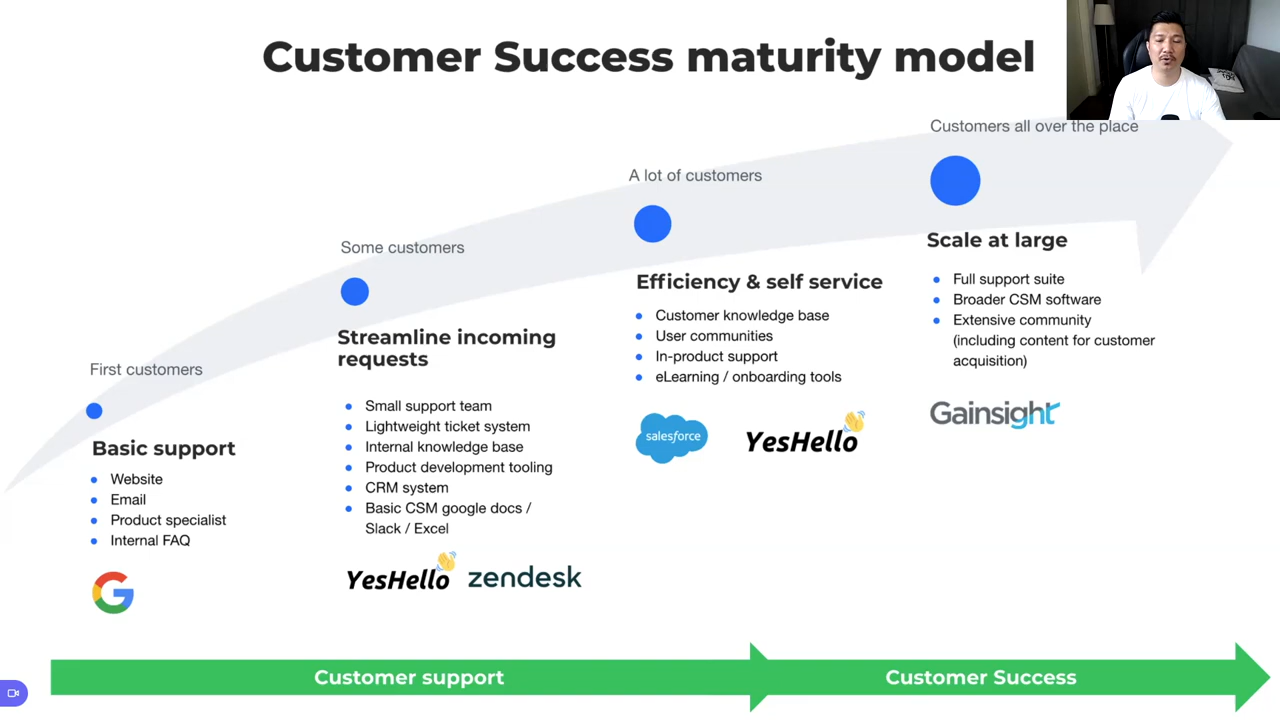 Customer Success maturity model
First customers
Basic support
Website
Email
Product specialist
Internal FAQ
Some customers
Streamline incoming
requests
Small support team
Lightweight ticket system
Internal knowledge base
Product development tooling
CRM system
Basic CSM google docs /
Slack / Excel
YesHello
zendesk
A lot of customers
Efficiency & self service
Customer knowledge base
User communities
In-product support
eLearning / onboarding tools
salesforce
YesHello
Customers all over the place
Scale at large
Full support suite
Broader CSM software
Extensive community
(including content for customer
acquisition)
Gainsight
Customer support
Customer Success